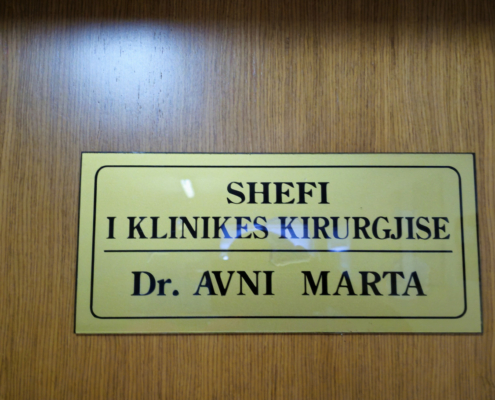 SHEFI
I KLINIKES KIRURGJISE
Dr. AVNI MARTA